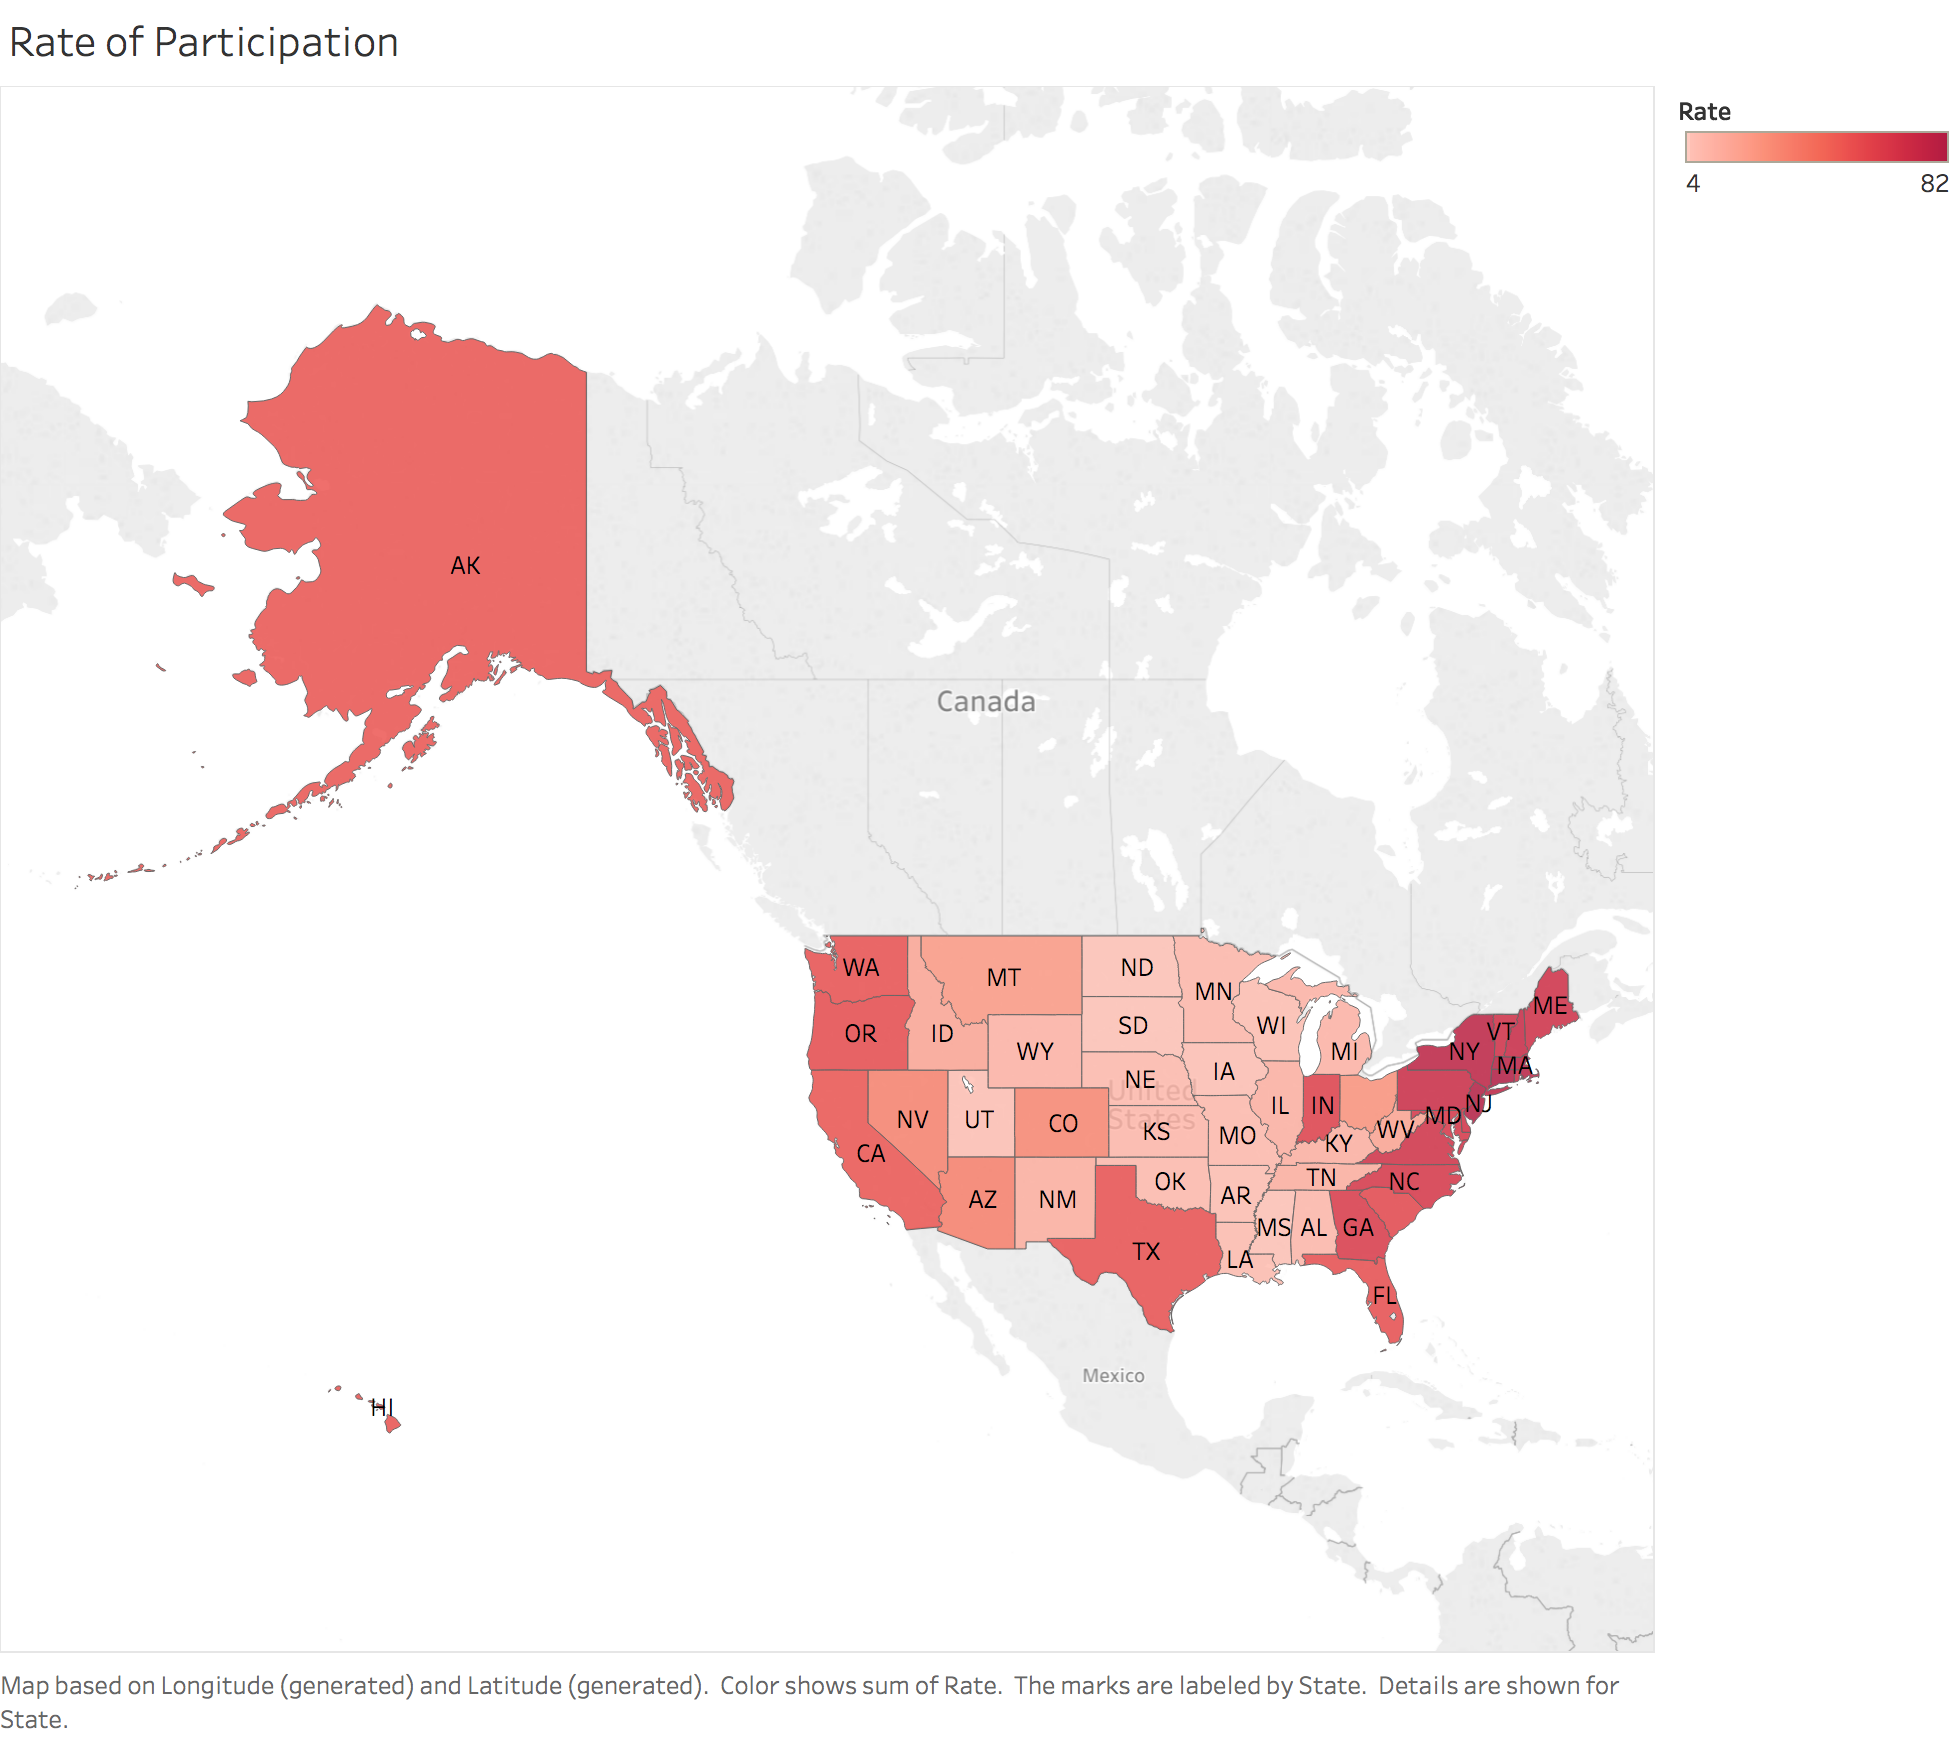 Rate of Participation
Rate
4 82
AK
Canada
WA
MT
ND
MN
OR
ID
SD
WI
ME
VT
WY
MI
NY
MA
NE
IA
United
States
NV
UT
CO
KS
IL
IN
MD
NJ
CA
MO
KY
WV
AZ
NM
OK
AR
TN
NC
TX
LA
MS
AL
GA
FL
Mexico
HI
Map based on Longitude (generated) and Latitude (generated).  Color shows sum of Rate.  The marks are labeled by State.  Details are shown for
State.